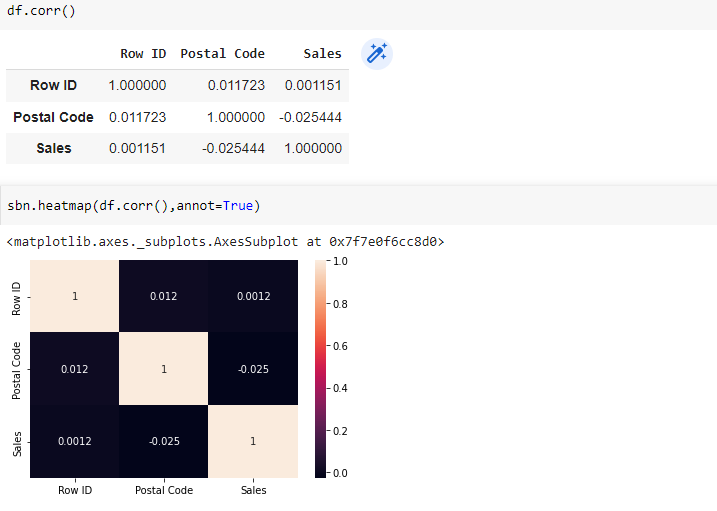 df.corr()
Row ID Postal Code Sales
Row ID 1.000000 0.011723 0.001151
Postal Code 0.011723 1.000000 -0.025444
Sales 0.001151 -0.025444 1.000000
sbn.heatmap(df.corr(),annot=True)
<matplotlib.axes._subplots.AxesSubplot at 0x7f7e0f6cc8d0>
1.0
Row ID 1 0.012 0.0012
0.8
0.6
Postal Code 0.012 1 -0.025
0.4
0.2
Sales 0.0012 -0.025 1
0.0
Row ID Postal Code Sales